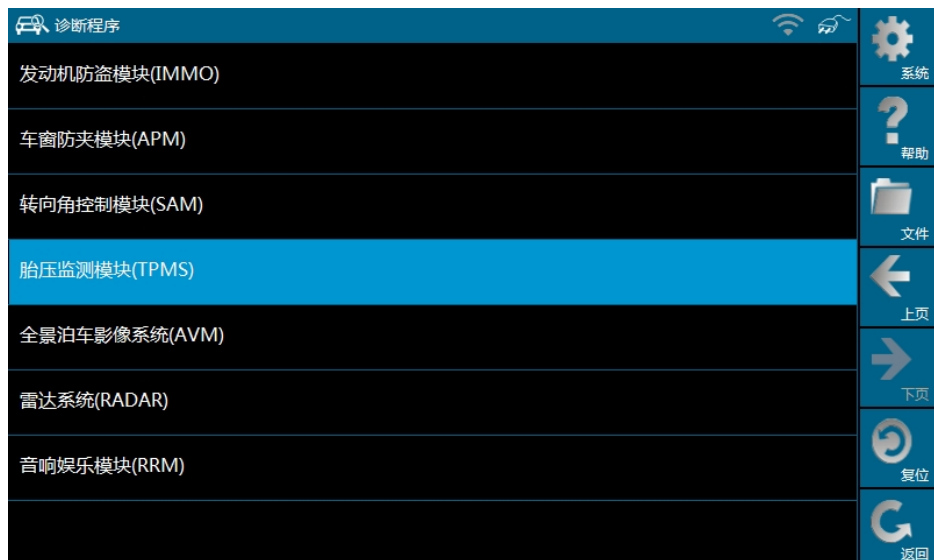 诊断程序
系统
发动机防盗模块(IMMO)
帮助
车窗防夹模块(APM)
转向角控制模块(SAM)
文件
胎压监测模块(TPMS)
上页
全景泊车影像系统(AVM)
下页
雷达系统(RADAR)
音响娱乐模块(RRM)
复位
返回